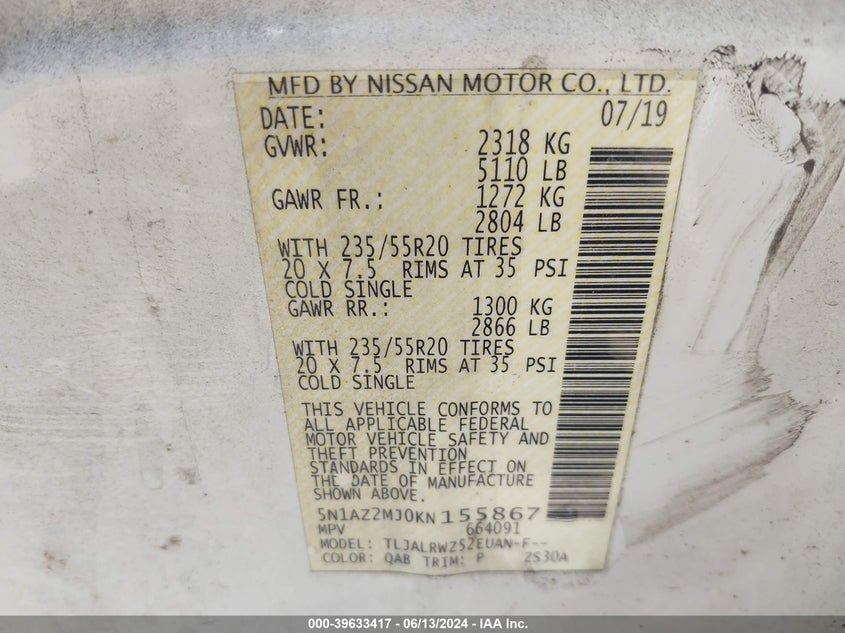 MFD BY NISSAN MOTOR CO., LTD.
DATE: 07/19
GVWR: 2318 KG
5110 LB
GAWR FR.: 1272 KG
2804 LB
WITH 235/55R20 TIRES
20 X 7.5 RIMS AT 35 PSI
COLD SINGLE
GAWR RR.: 1300 KG
2866 LB
WITH 235/55R20 TIRES
20 X 7.5 RIMS AT 35 PSI
COLD SINGLE
THIS VEHICLE CONFORMS TO
ALL APPLICABLE FEDERAL
MOTOR VEHICLE SAFETY AND
THEFT PREVENTION
STANDARDS IN EFFECT ON
THE DATE OF MANUFACTURE
SHOWN ABOVE.
5N1AZ2MJ0KN155867
MPV 664091
MODEL: TLJALRWZ52EUAN-F--
COLOR: QAB TRIM: P 2S30A
000-39633417 - 06/13/2024 - IAA Inc.